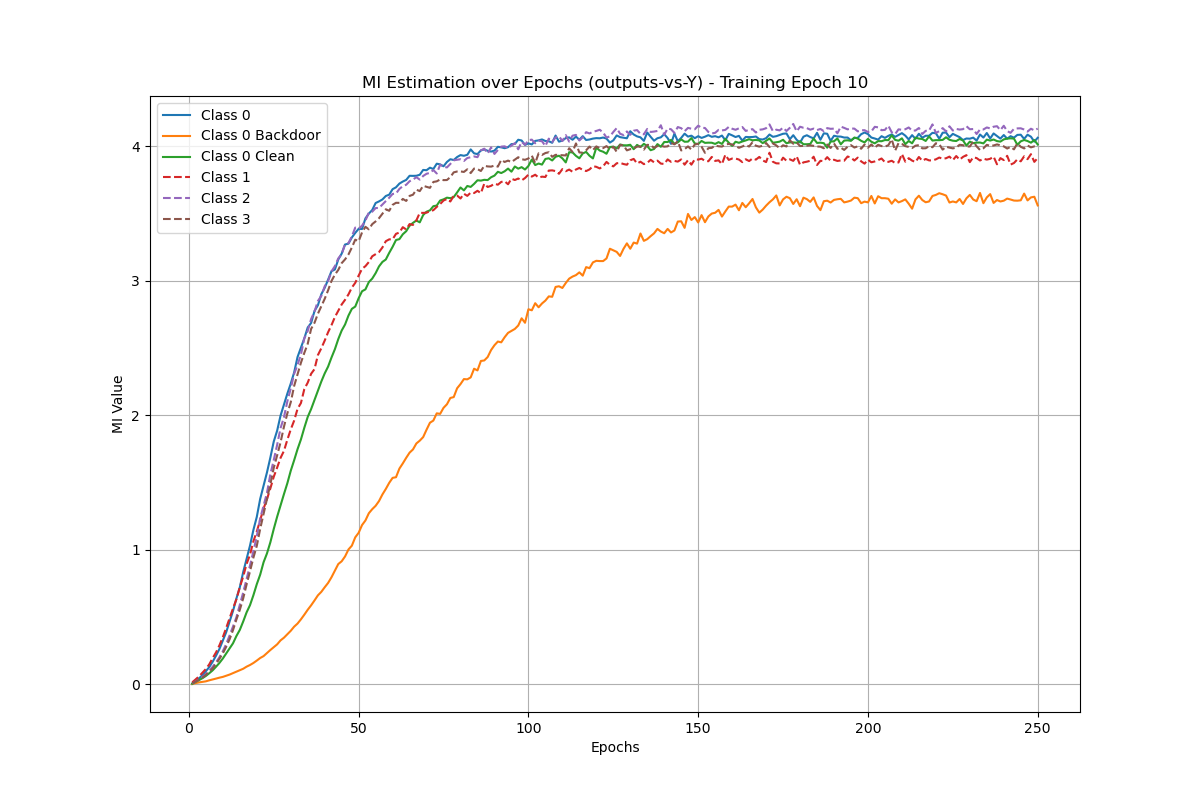 MI Estimation over Epochs (outputs-vs-Y) - Training Epoch 10
Class 0
Class 0 Backdoor
Class 0 Clean
Class 1
Class 2
Class 3
MI Value
4
3
2
1
0
0 50 100 150 200 250
Epochs